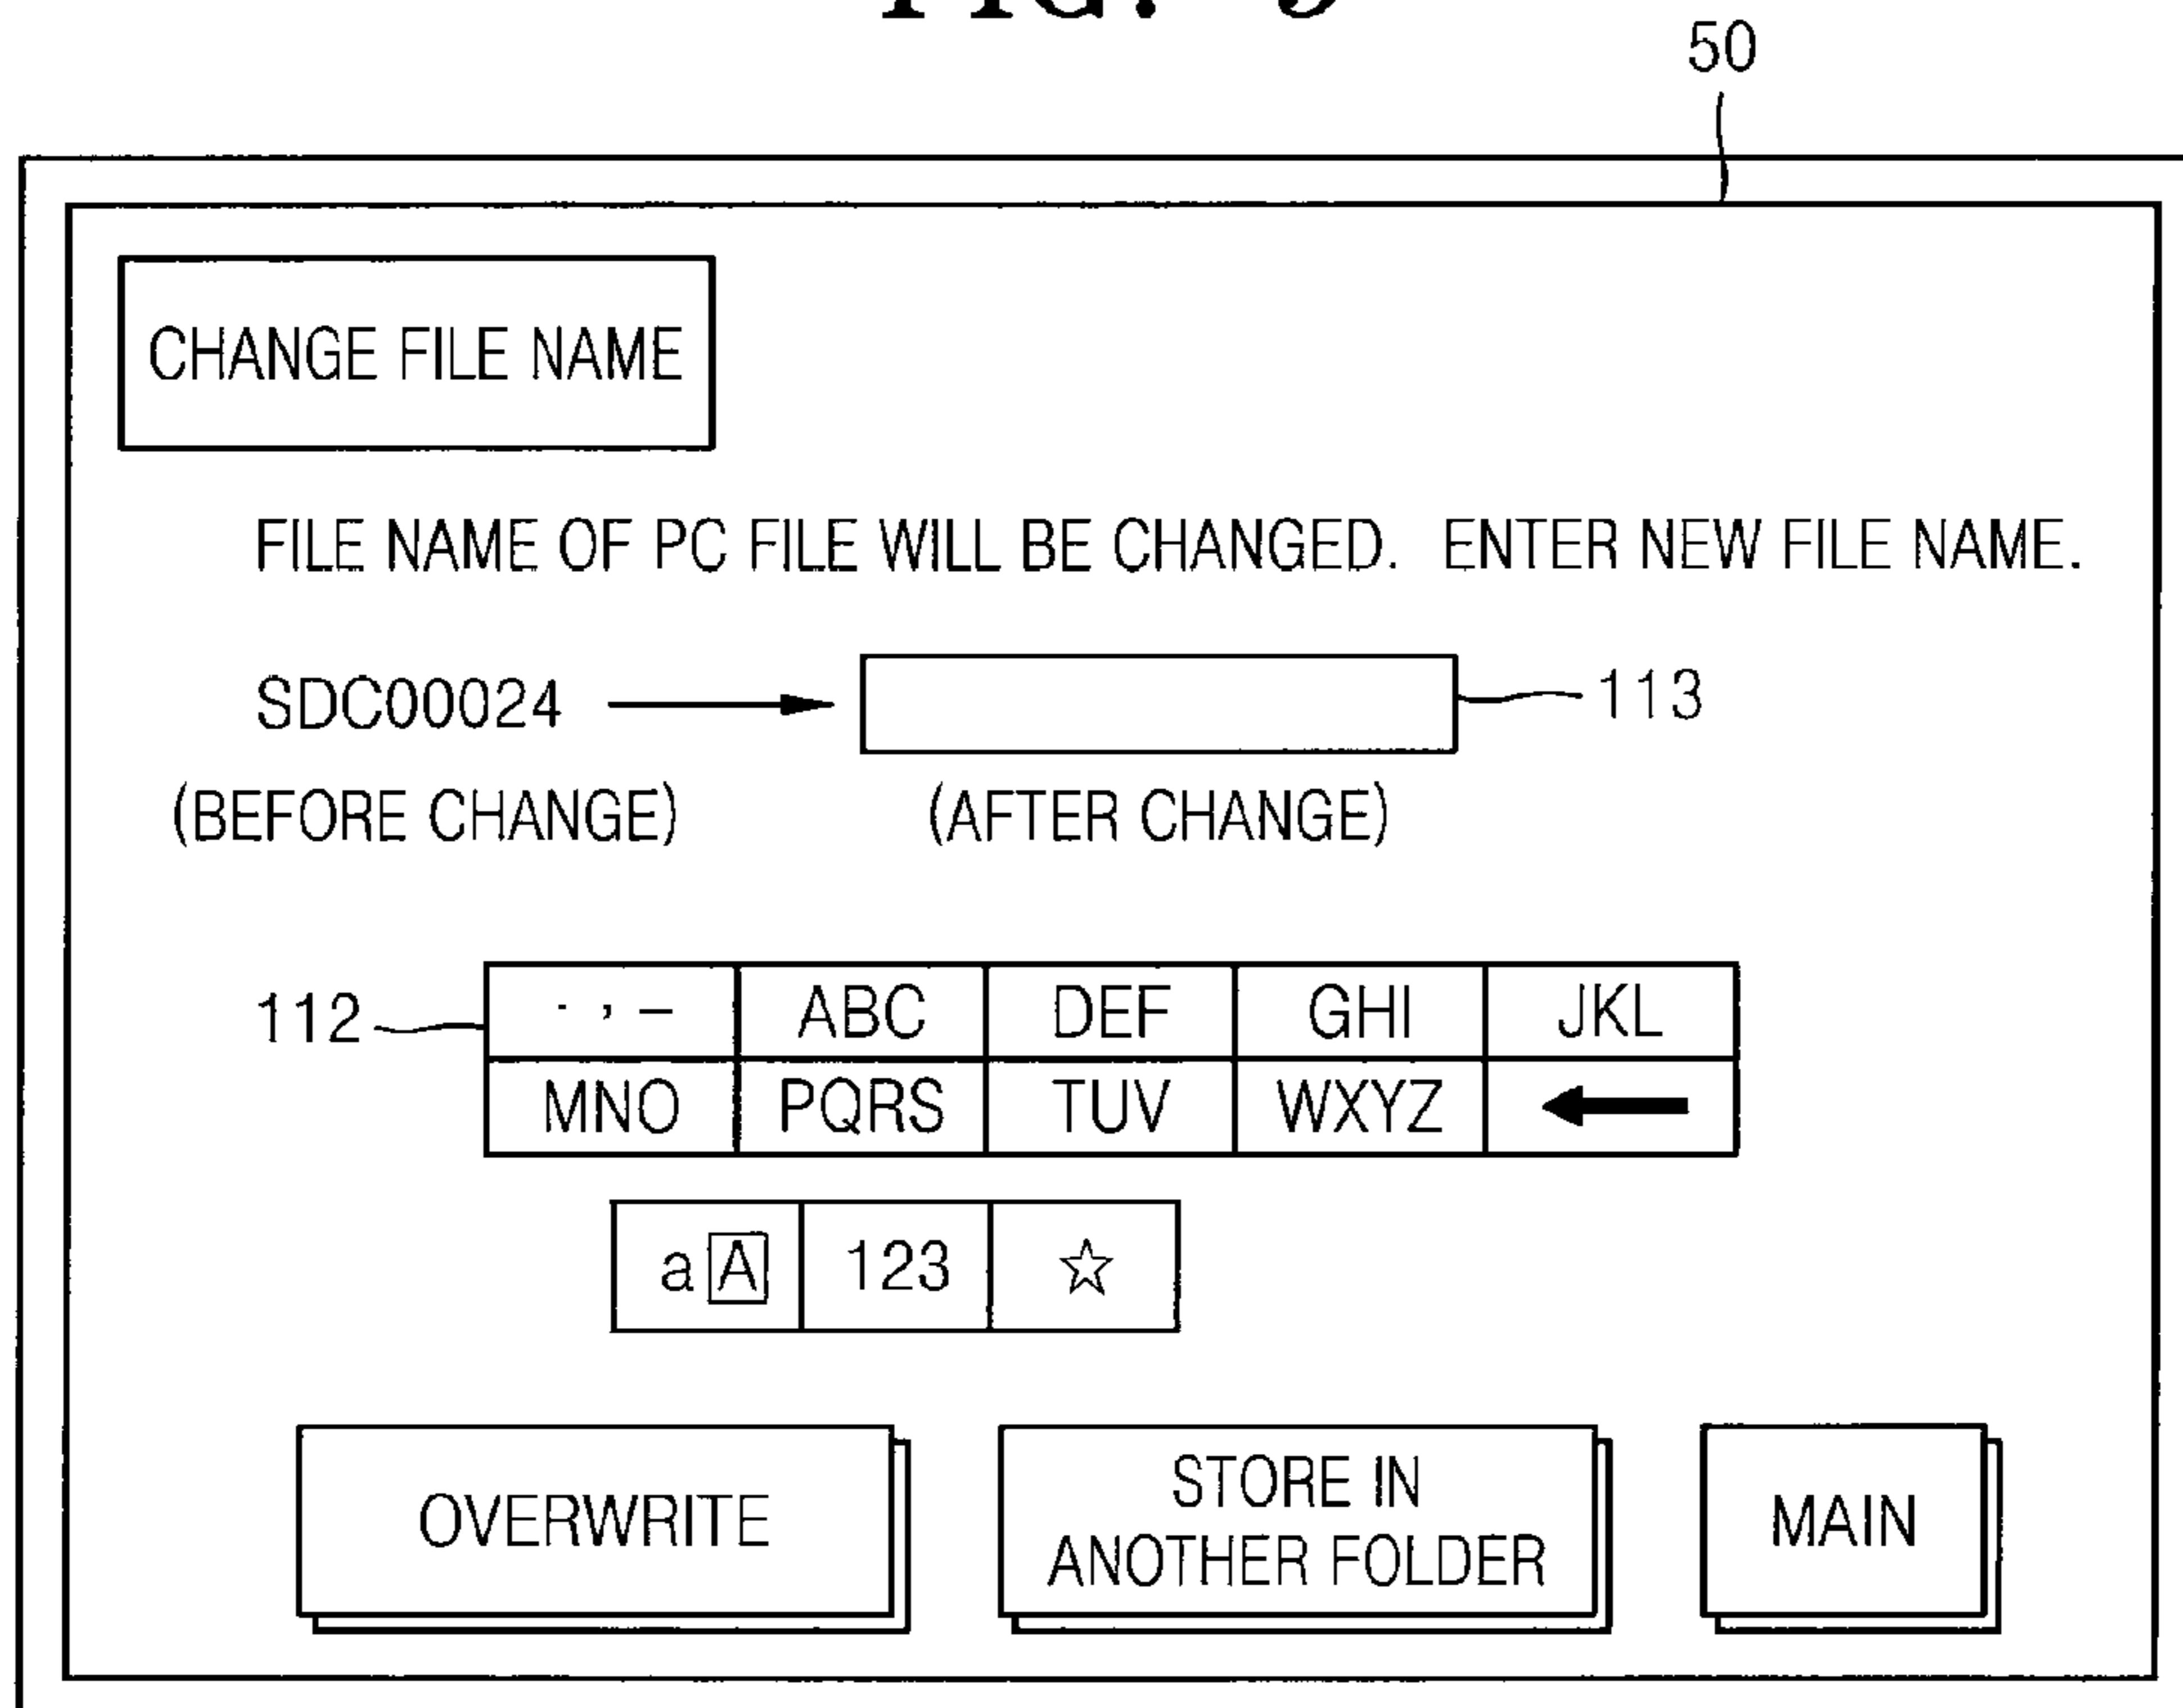 50
CHANGE FILE NAME
FILE NAME OF PC FILE WILL BE CHANGED. ENTER NEW FILE NAME.
SDC00024 113
(BEFORE CHANGE) (AFTER CHANGE)
112 . , – ABC DEF GHI JKL
MNO PQRS TUV WXYZ ←
a A 123 ☆
OVERWRITE
STORE IN
ANOTHER FOLDER
MAIN